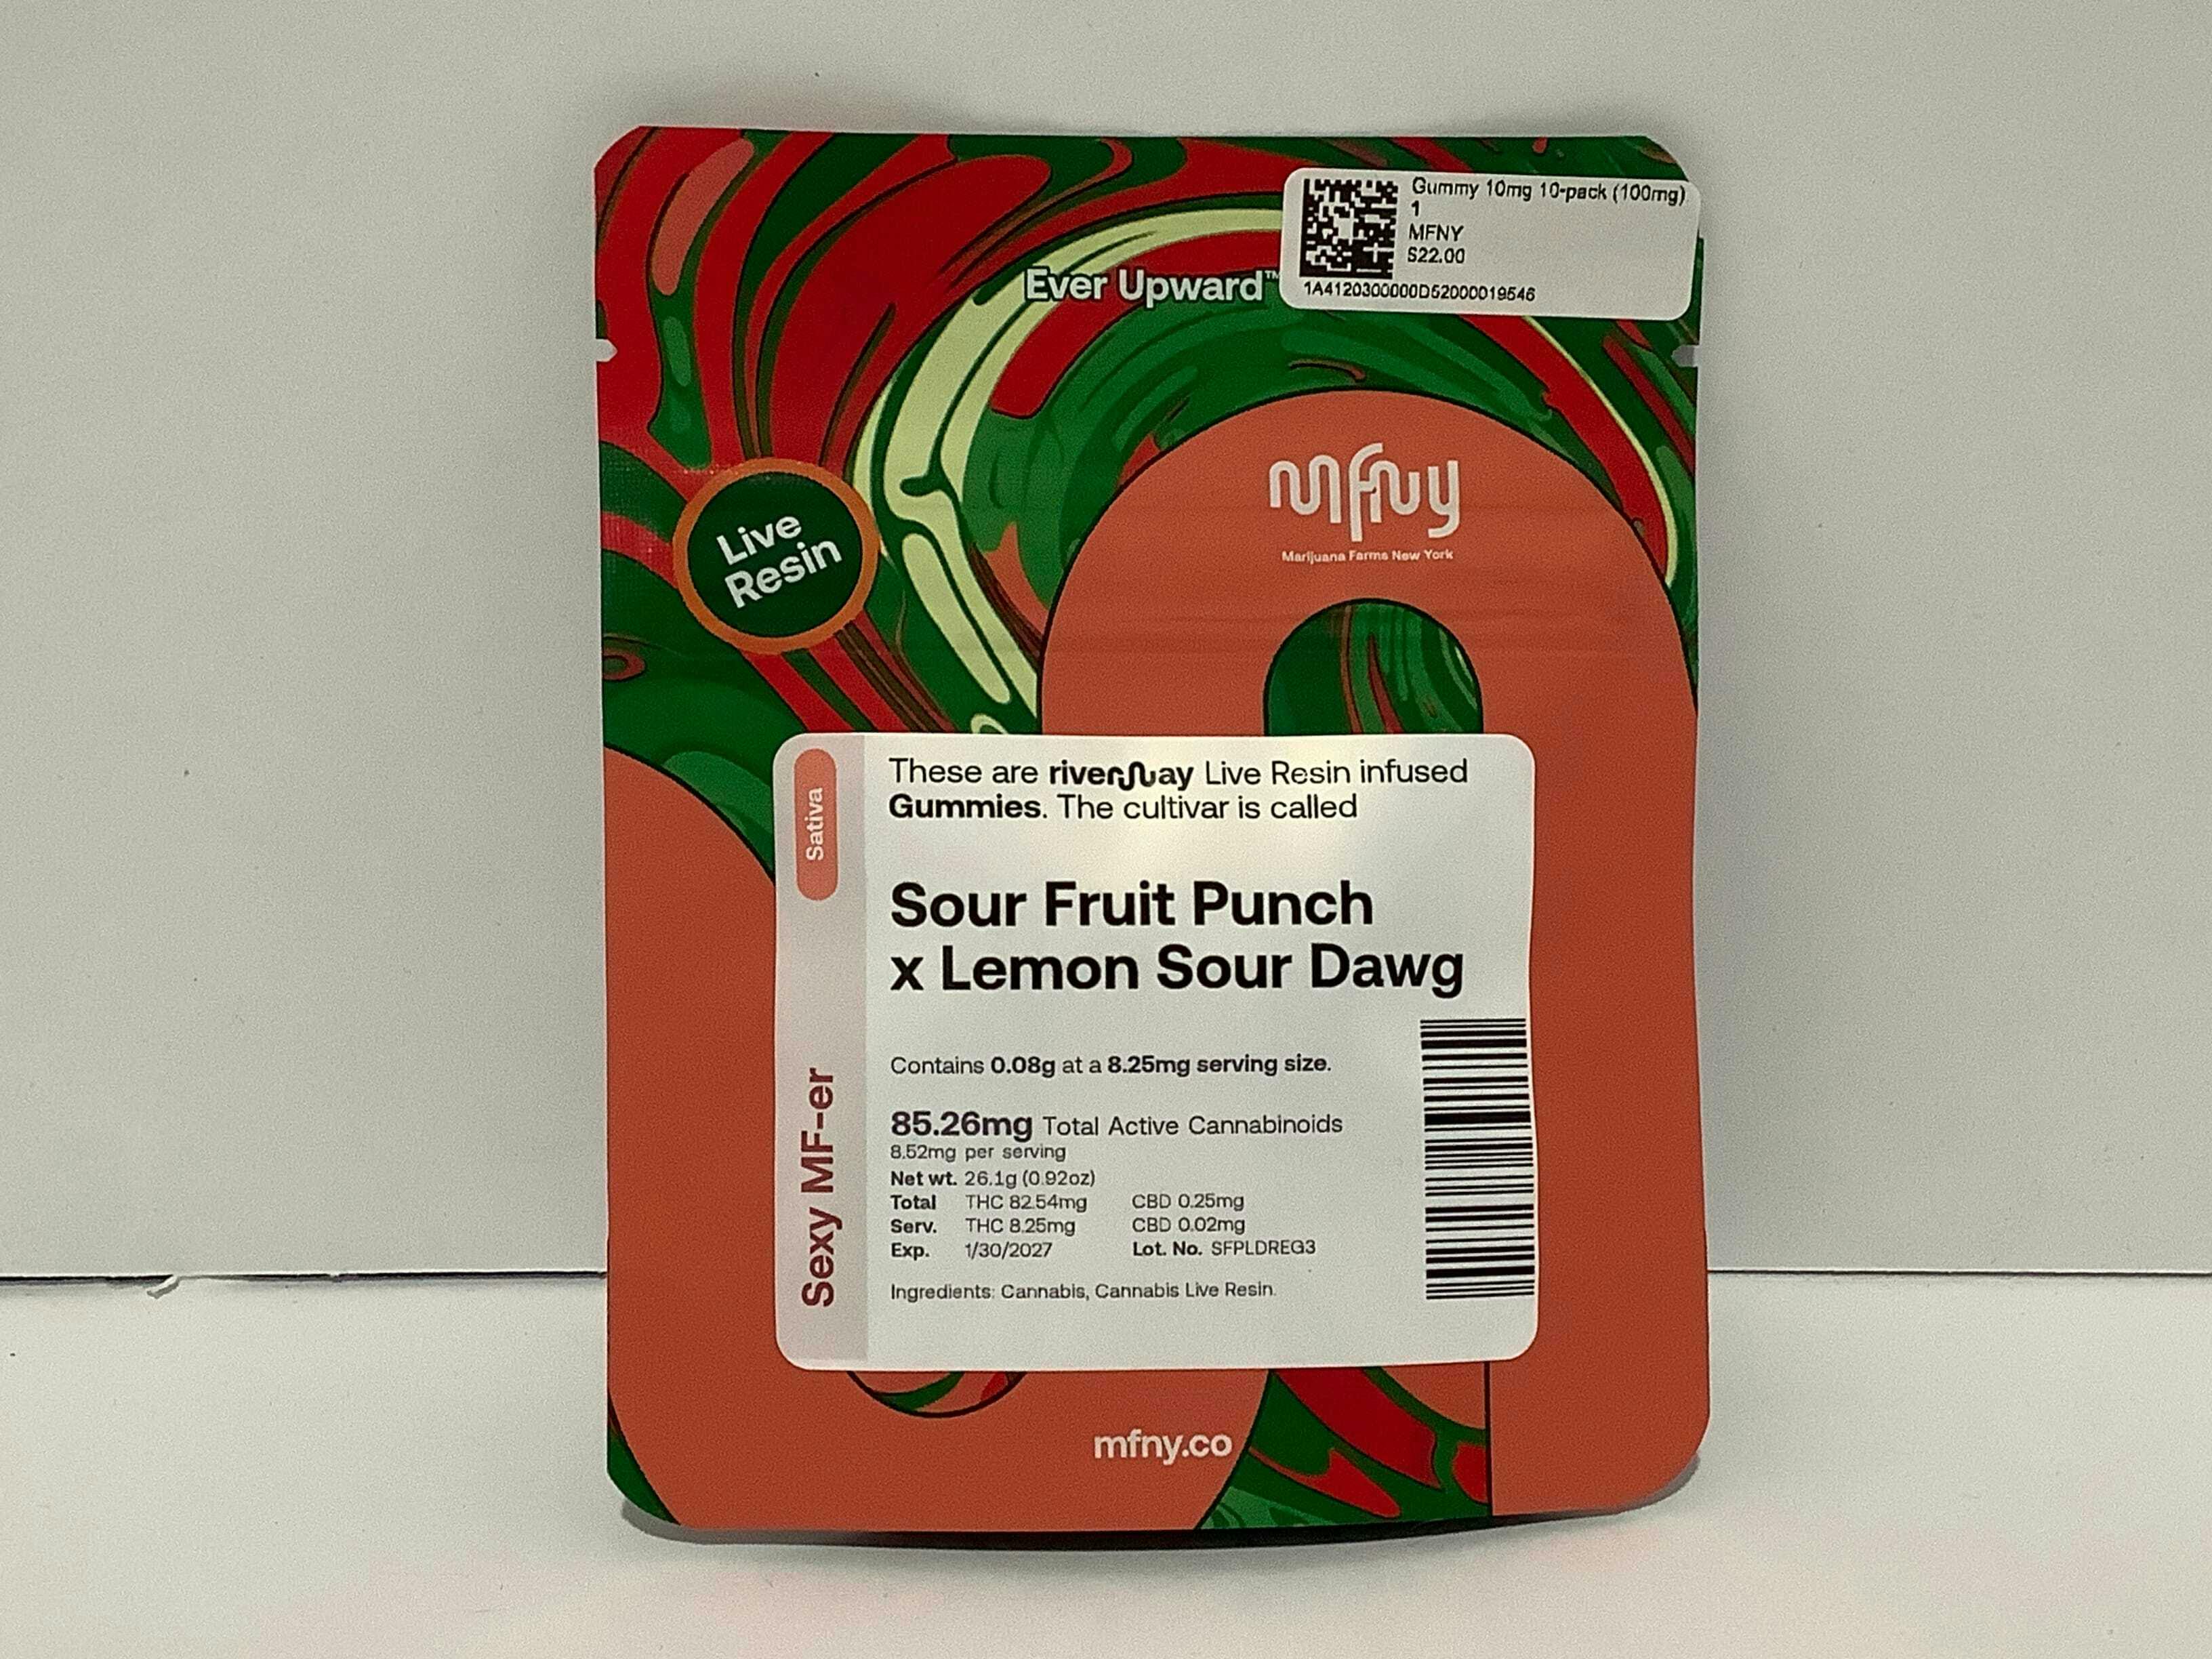 Gummy 10mg 10-pack (100mg)
1
MFNY
$22.00
1A4120300000D52000019546
Ever Upward™
mfny
Marijuana Farms New York
Live
Resin
Sativa
Sexy MF-er
These are riverway Live Resin infused
Gummies. The cultivar is called
Sour Fruit Punch
x Lemon Sour Dawg
Contains 0.08g at a 8.25mg serving size.
85.26mg Total Active Cannabinoids
8.52mg per serving
Net wt. 26.1g (0.92oz)
Total THC 82.54mg CBD 0.25mg
Serv. THC 8.25mg CBD 0.02mg
Exp. 1/30/2027 Lot. No. SFPLDREG3
Ingredients: Cannabis, Cannabis Live Resin.
mfny.co